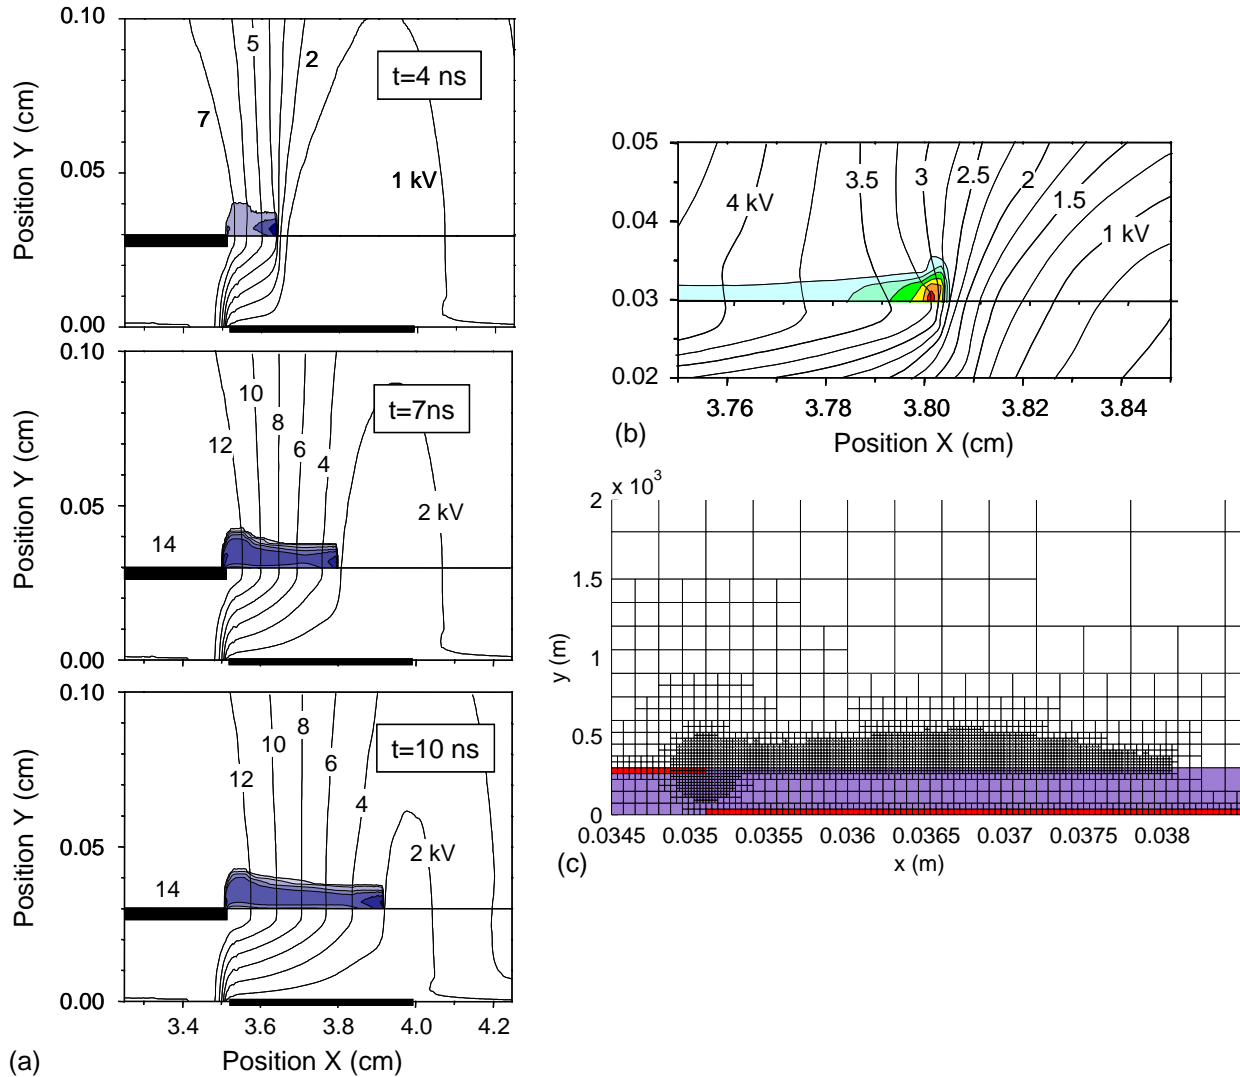 0.10
0.05
0.00
Position Y (cm)
7
5
2
t=4 ns
1 kV
0.10
0.05
0.00
Position Y (cm)
14
12
10
8
6
4
t=7ns
2 kV
0.10
0.05
0.00
Position Y (cm)
14
12
10
8
6
4
t=10 ns
2 kV
3.4 3.6 3.8 4.0 4.2
(a) Position X (cm)
0.05
0.04
0.03
0.02
Position Y (cm)
4 kV
3.5
3
2.5
2
1.5
1 kV
3.76 3.78 3.80 3.82 3.84
(b) Position X (cm)
x 10³
2
1.5
1
0.5
0
y (m)
0.0345 0.035 0.0355 0.036 0.0365 0.037 0.0375 0.038
x (m)
(c)